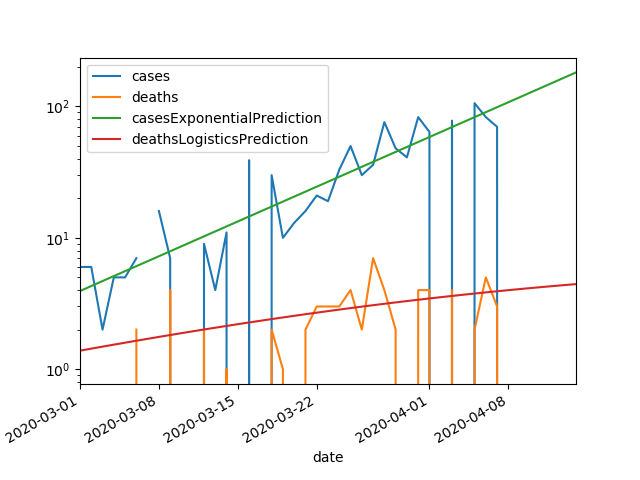 cases
deaths
casesExponentialPrediction
deathsLogisticsPrediction
10²
10¹
10⁰
2020-03-01
2020-03-08
2020-03-15
2020-03-22
2020-04-01
2020-04-08
date